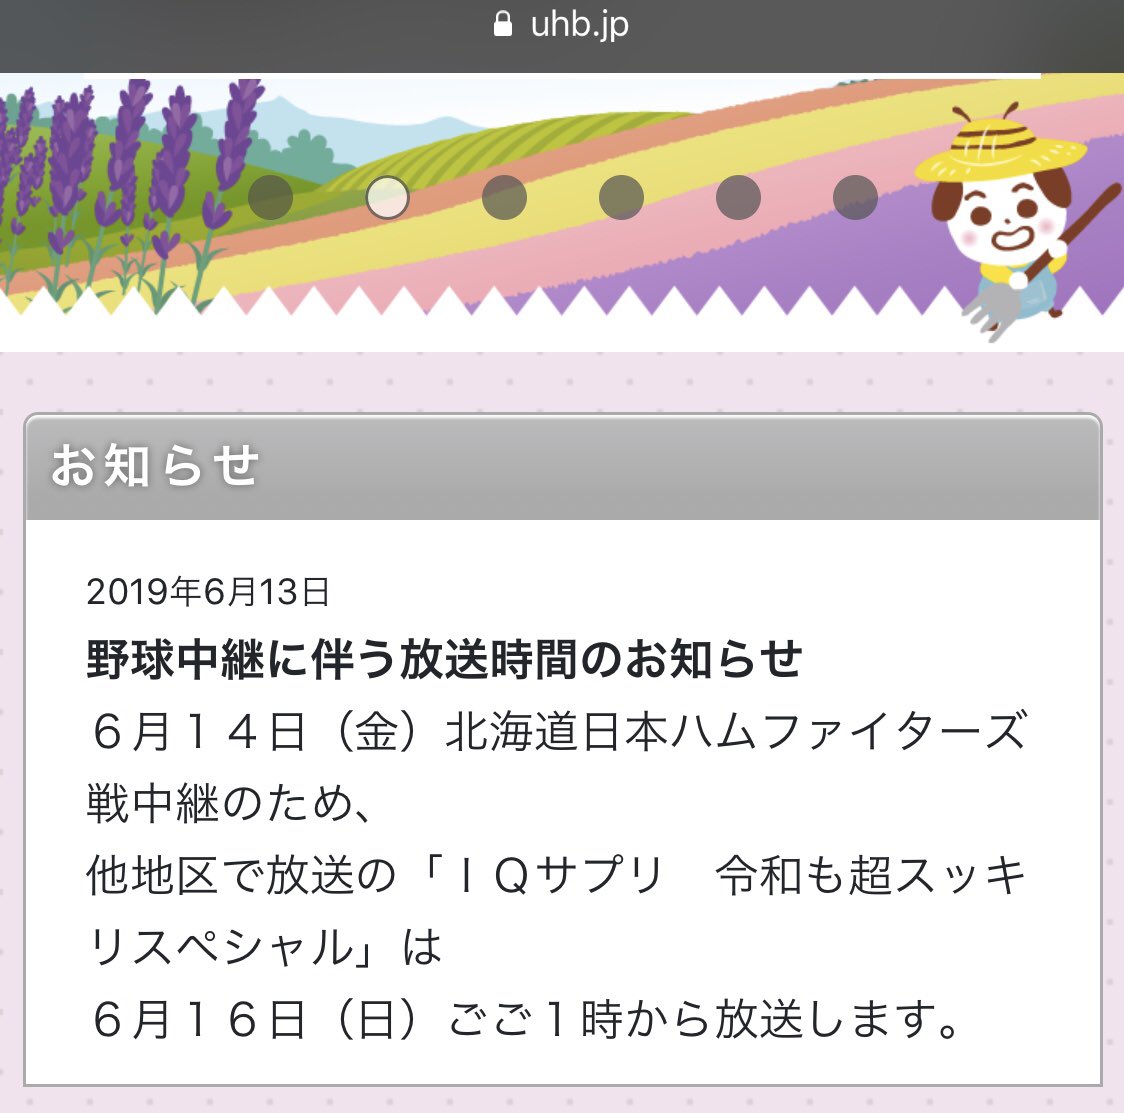 uhb.jp
お知らせ
2019年6月13日
野球中継に伴う放送時間のお知らせ
６月１４日（金）北海道日本ハムファイターズ
戦中継のため、
他地区で放送の「ＩＱサプリ　令和も超スッキ
リスペシャル」は
６月１６日（日）ごご１時から放送します。